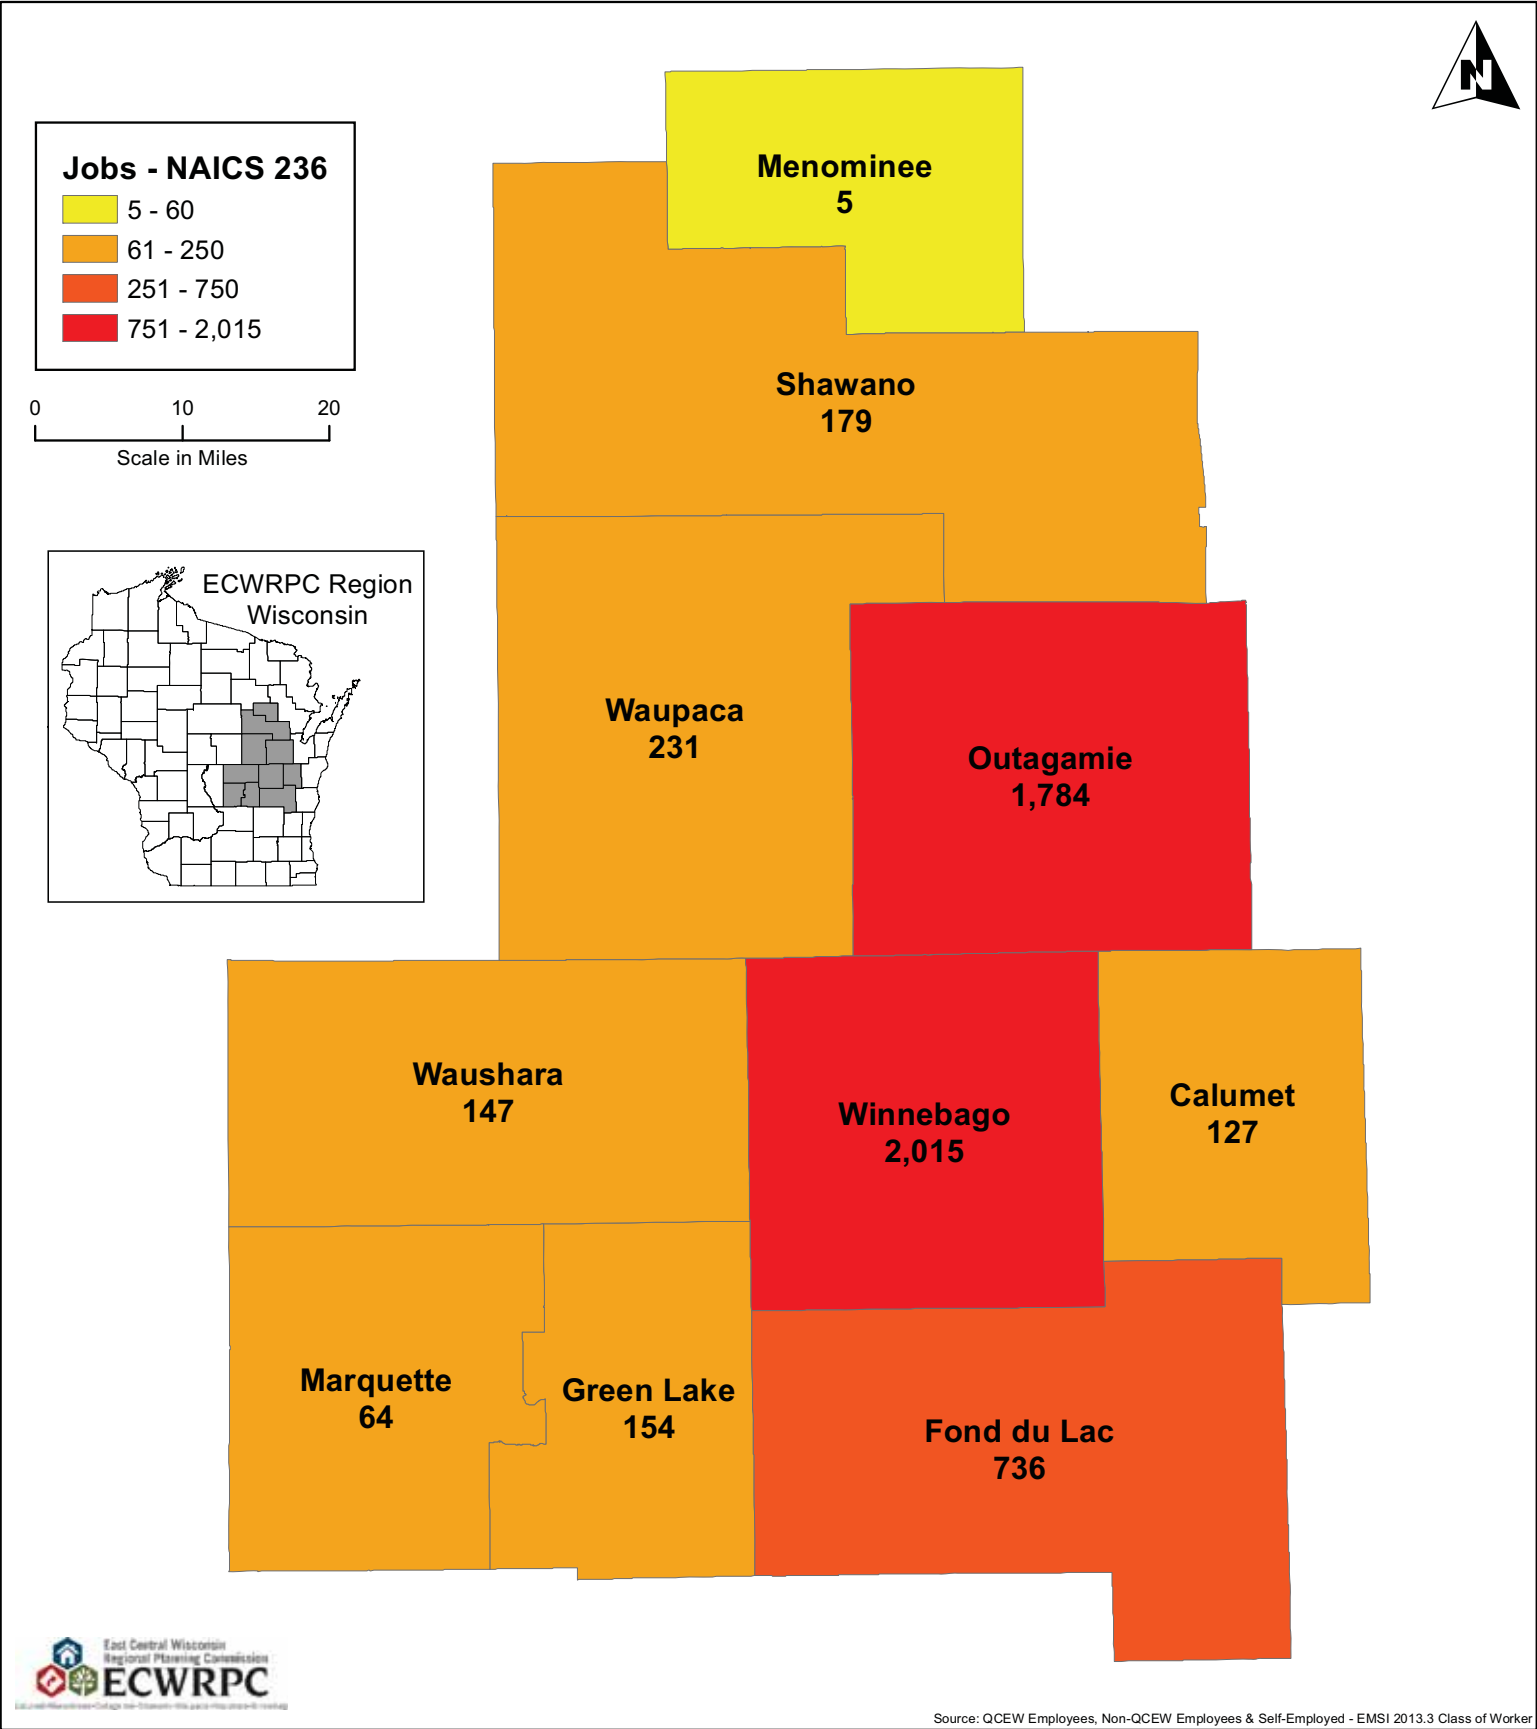 N
Jobs - NAICS 236
5 - 60
61 - 250
251 - 750
751 - 2,015
0 10 20
Scale in Miles
ECWRPC Region
Wisconsin
Menominee
5
Shawano
179
Waupaca
231
Outagamie
1,784
Waushara
147
Winnebago
2,015
Calumet
127
Marquette
64
Green Lake
154
Fond du Lac
736
East Central Wisconsin
Regional Planning Commission
ECWRPC
Source: QCEW Employees, Non-QCEW Employees & Self-Employed - EMSI 2013.3 Class of Worker